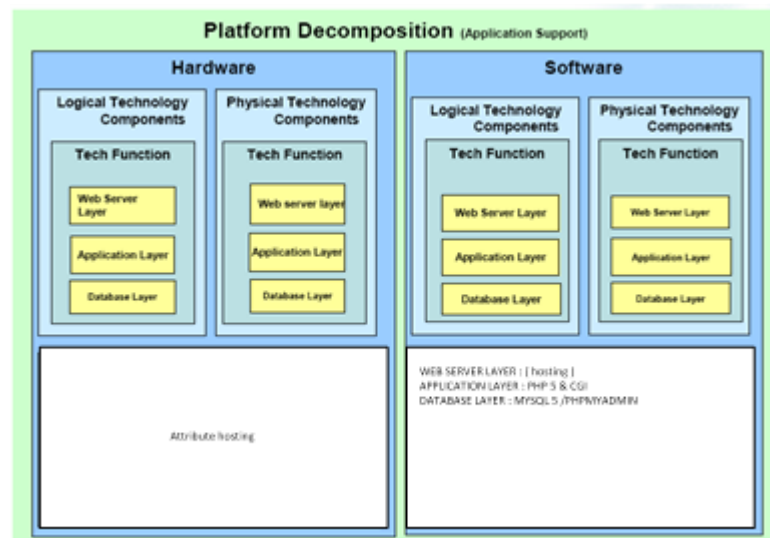 Platform Decomposition (Application Support)
Hardware
Logical Technology
Components
Tech Function
Web Server
Layer
Application Layer
Database Layer
Physical Technology
Components
Tech Function
Web server layer
Application Layer
Database Layer
Attribute hosting
Software
Logical Technology
Components
Tech Function
Web Server Layer
Application Layer
Database Layer
Physical Technology
Components
Tech Function
Web Server Layer
Application Layer
Database Layer
WEB SERVER LAYER : [ hosting ]
APPLICATION LAYER : PHP 5 & CGI
DATABASE LAYER : MYSQL 5 /PHPMYADMIN